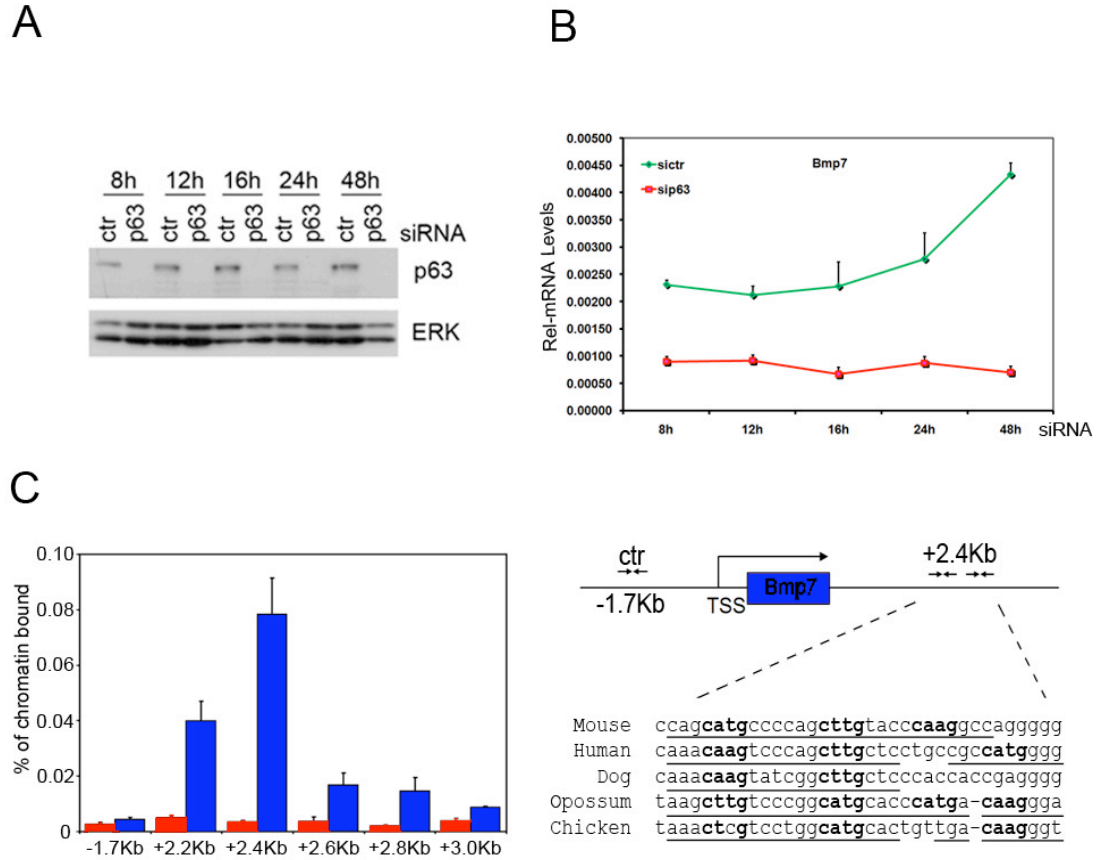 A
8h 12h 16h 24h 48h
ctr p63 ctr p63 ctr p63 ctr p63 ctr p63 siRNA
p63
ERK
B
Bmp7
sictr
sip63
Rel-mRNA Levels
0.00500
0.00450
0.00400
0.00350
0.00300
0.00250
0.00200
0.00150
0.00100
0.00050
0.00000
8h 12h 16h 24h 48h siRNA
C
% of chromatin bound
0.10
0.08
0.06
0.04
0.02
0
-1.7Kb +2.2Kb +2.4Kb +2.6Kb +2.8Kb +3.0Kb
ctr
-1.7Kb
TSS
Bmp7
+2.4Kb
Mouse ccagcatgccccagcttgtacccaaggccaggggg
Human caaacaagtcccagcttgctcctgccgccatgggg
Dog caaacaagtatcggcttgctcccaccaccgagggg
Opossum taagcttgtcccggcatgcacccatga-caaggga
Chicken taaactcgtcctggcatgcactgttga-caagggt